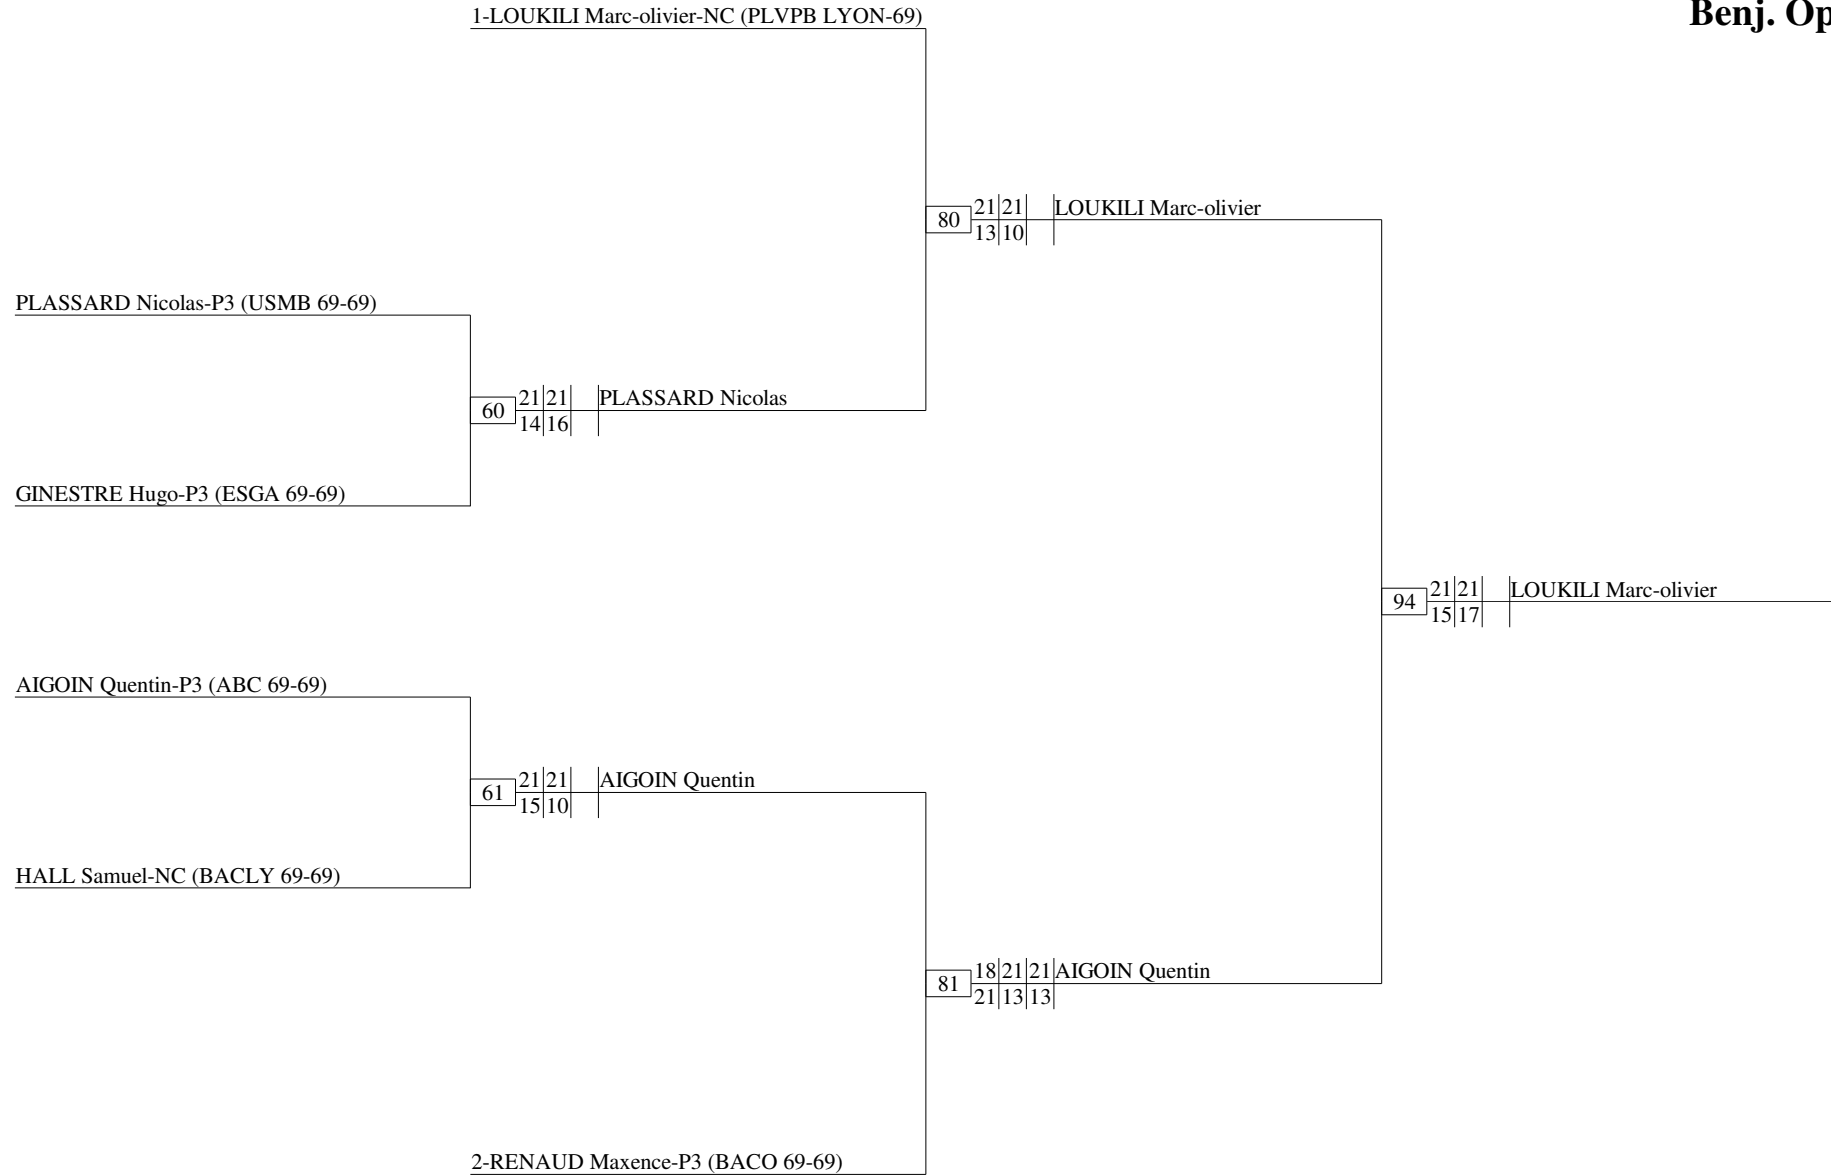 1-LOUKILI Marc-olivier-NC (PLVPB LYON-69)
Benj. Op
21 21
80
LOUKILI Marc-olivier
13 10
PLASSARD Nicolas-P3 (USMB 69-69)
21 21
60
PLASSARD Nicolas
14 16
GINESTRE Hugo-P3 (ESGA 69-69)
21 21
94
LOUKILI Marc-olivier
15 17
AIGOIN Quentin-P3 (ABC 69-69)
21 21
61
AIGOIN Quentin
15 10
HALL Samuel-NC (BACLY 69-69)
18 21 21
81
AIGOIN Quentin
21 13 13
2-RENAUD Maxence-P3 (BACO 69-69)